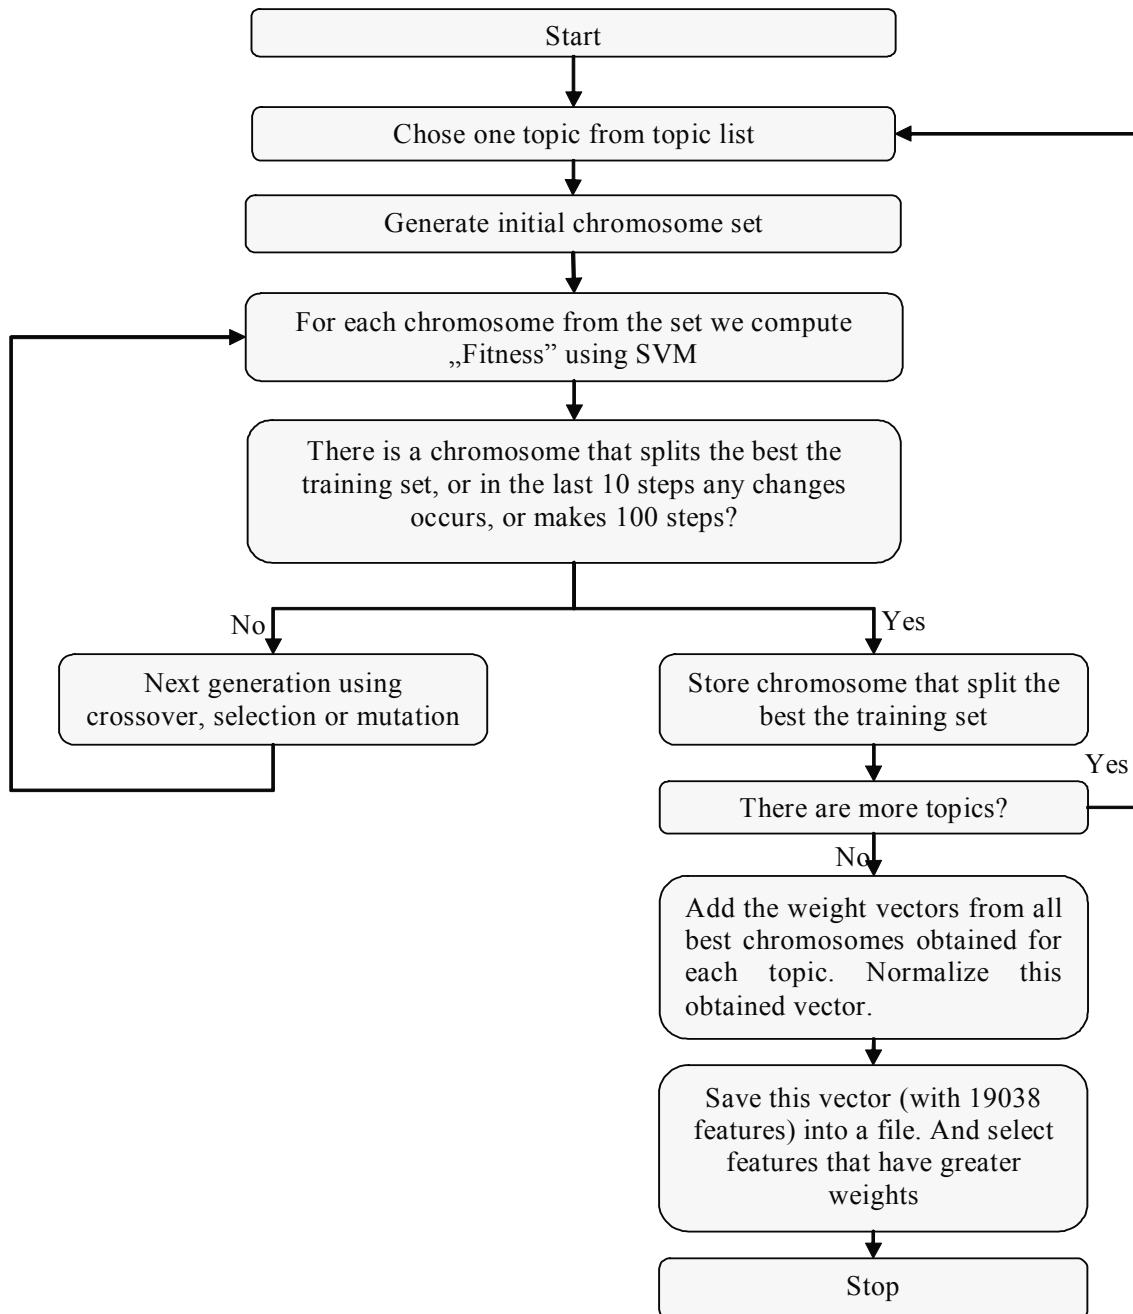 Start
Chose one topic from topic list
Generate initial chromosome set
For each chromosome from the set we compute
„Fitness” using SVM
There is a chromosome that splits the best the
training set, or in the last 10 steps any changes
occurs, or makes 100 steps?
No
Yes
Next generation using
crossover, selection or mutation
Store chromosome that split the
best the training set
Yes
There are more topics?
No
Add the weight vectors from all
best chromosomes obtained for
each topic. Normalize this
obtained vector.
Save this vector (with 19038
features) into a file. And select
features that have greater
weights
Stop